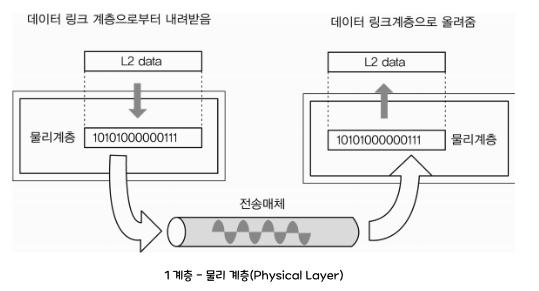 데이터 링크 계층으로부터 내려받음
데이터 링크계층으로 올려줌
L2 data
L2 data
물리계층
10101000000111
10101000000111
물리계층
전송매체
1계층 - 물리 계층(Physical Layer)